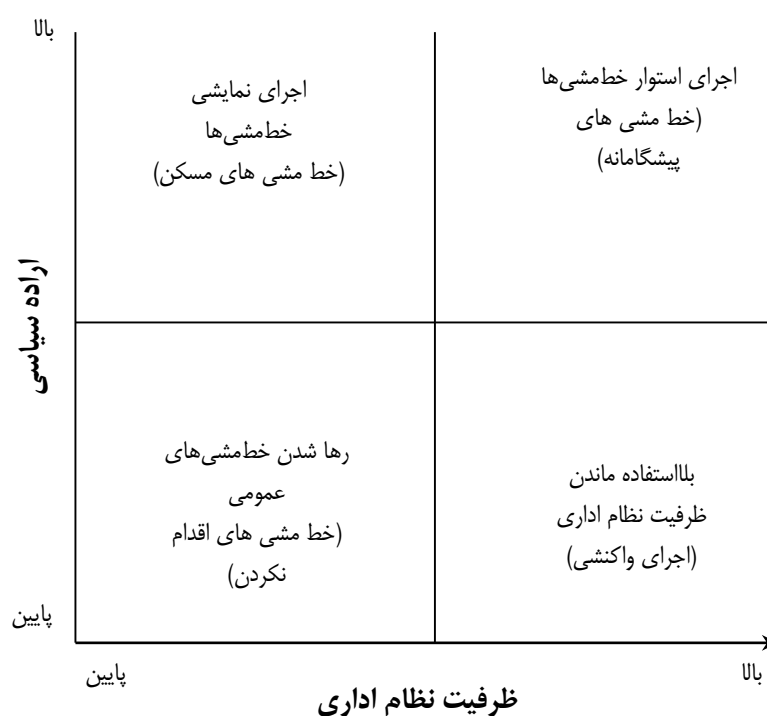 بالا
اجرای استوار خط‌مشی‌ها
(خط مشی های
پیشگامانه)
اجرای نمایشی
خط‌مشی‌ها
(خط مشی های مسکن)
اراده سیاسی
بلااستفاده ماندن
ظرفیت نظام اداری
(اجرای واکنشی)
رها شدن خط‌مشی‌های
عمومی
(خط مشی های اقدام
نکردن)
پایین
بالا
پایین
ظرفیت نظام اداری